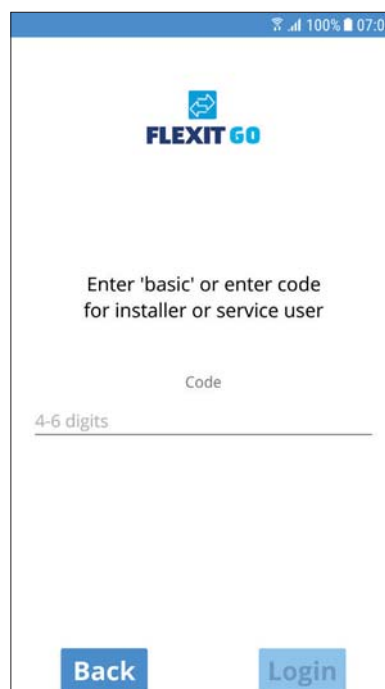 100% 07:0
FLEXIT GO
Enter 'basic' or enter code
for installer or service user
Code
4-6 digits
Back Login